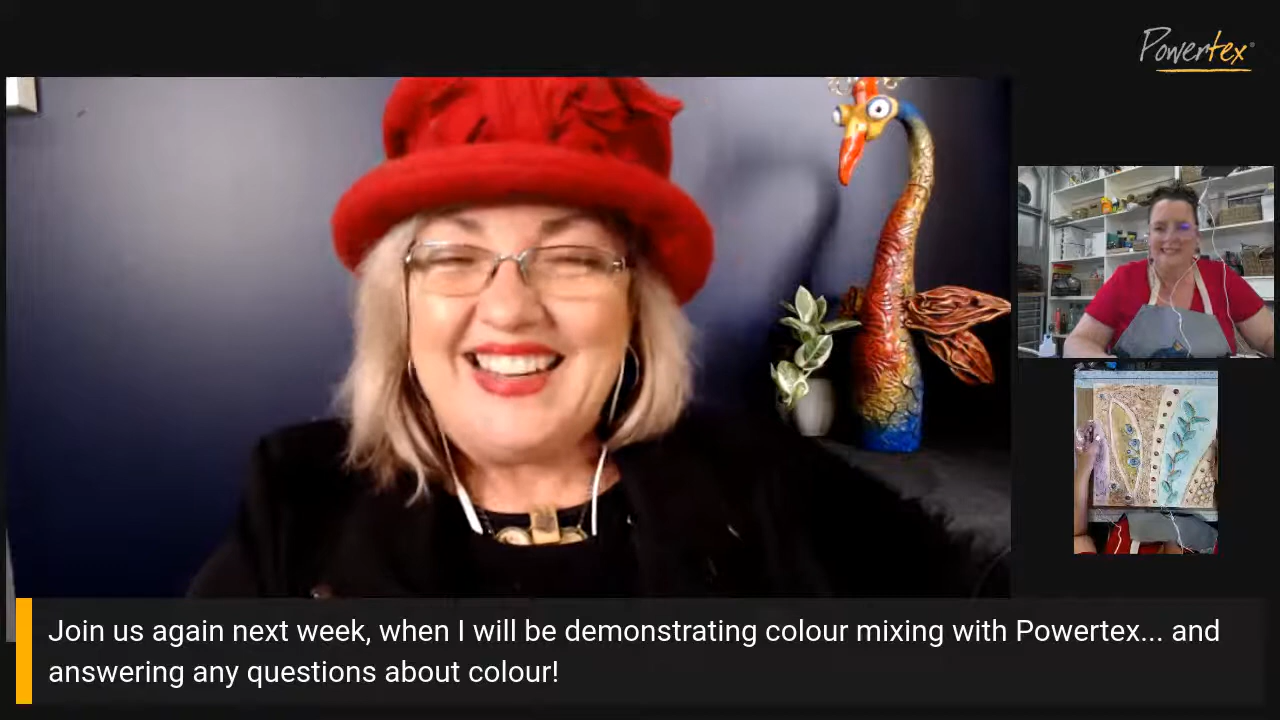 Powertex
Join us again next week, when I will be demonstrating colour mixing with Powertex... and
answering any questions about colour!